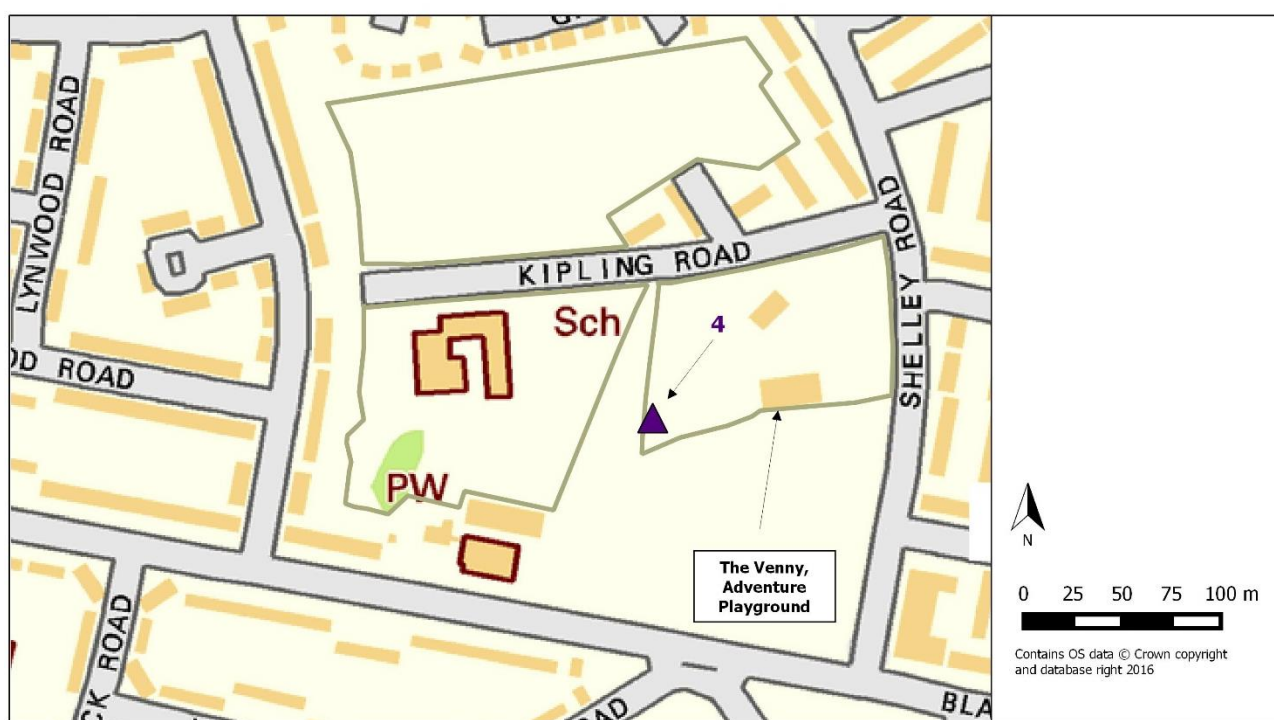 LYNWOOD ROAD
KIPLING ROAD
SHELLEY ROAD
Sch
4
OD ROAD
PW
The Venny,
Adventure
Playground
CK ROAD
OAD
BLA
N
0 25 50 75 100 m
Contains OS data © Crown copyright
and database right 2016